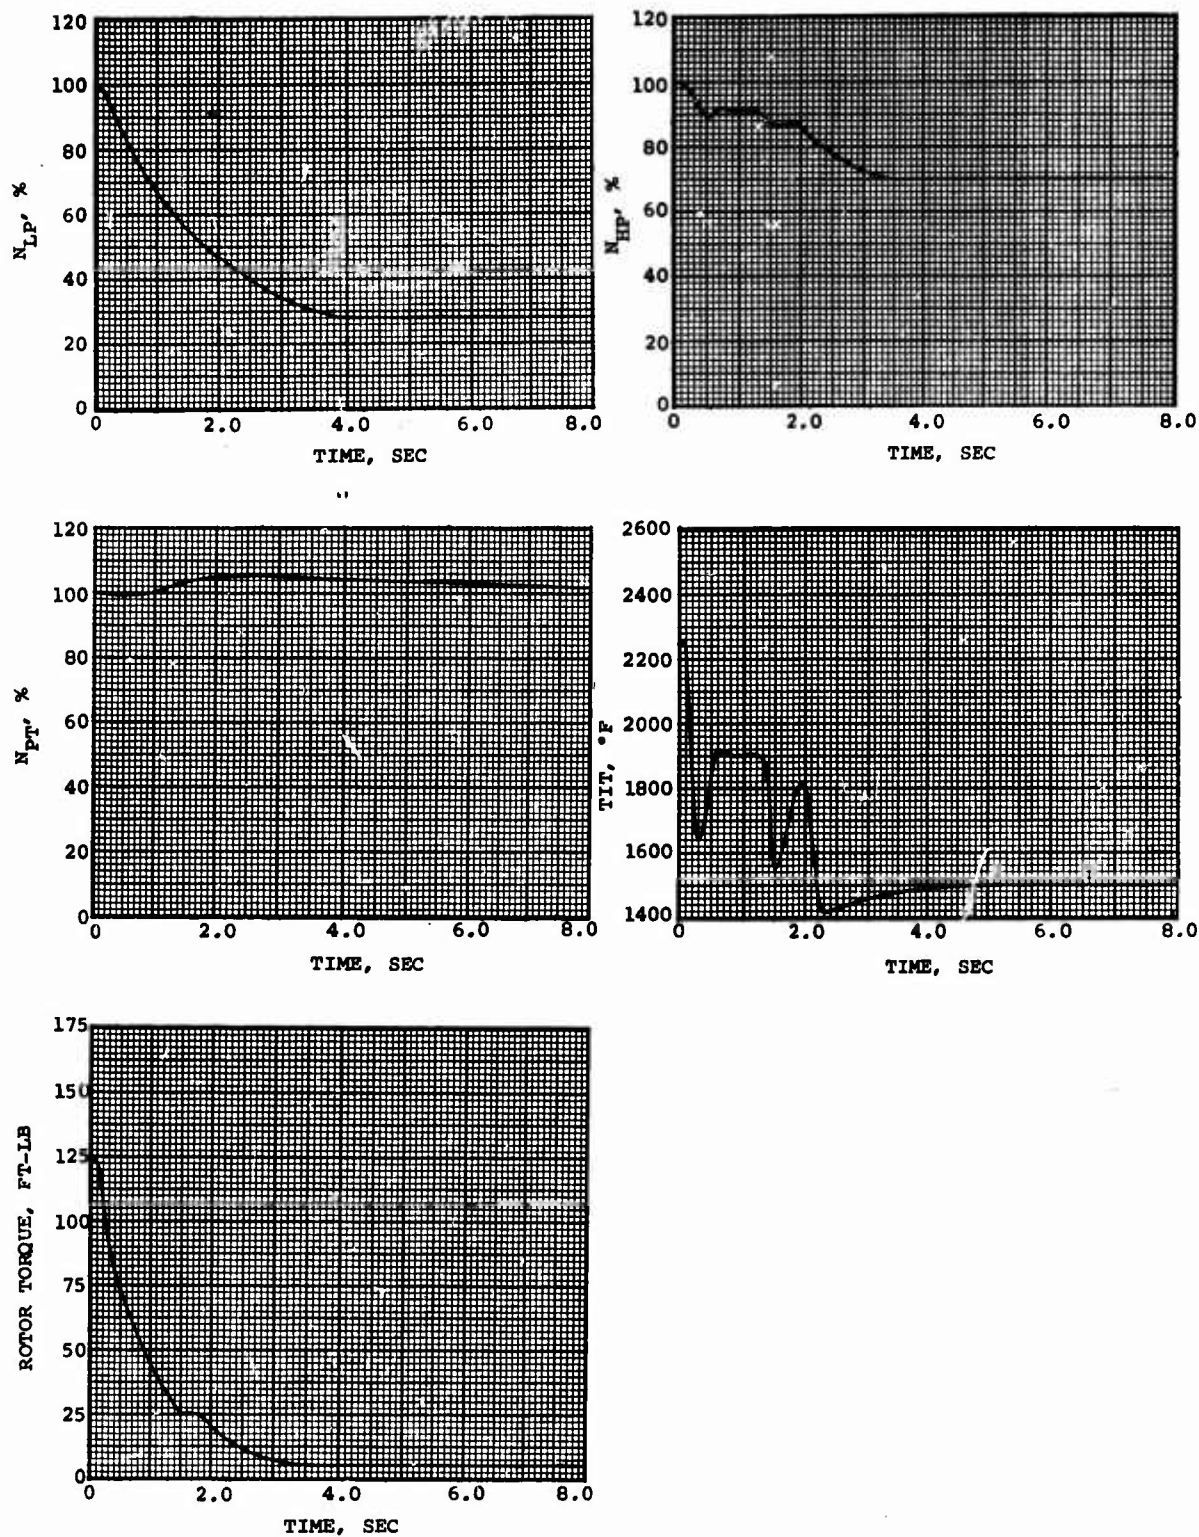 120
100
80
60
40
20
0
N_LP, %
0 2.0 4.0 6.0 8.0
TIME, SEC
120
100
80
60
40
20
0
N_HP, %
0 2.0 4.0 6.0 8.0
TIME, SEC
120
100
80
60
40
20
0
N_PT, %
0 2.0 4.0 6.0 8.0
TIME, SEC
2600
2400
2200
2000
1800
1600
1400
TIT, °F
0 2.0 4.0 6.0 8.0
TIME, SEC
175
150
125
100
75
50
25
0
ROTOR TORQUE, FT-LB
0 2.0 4.0 6.0 8.0
TIME, SEC